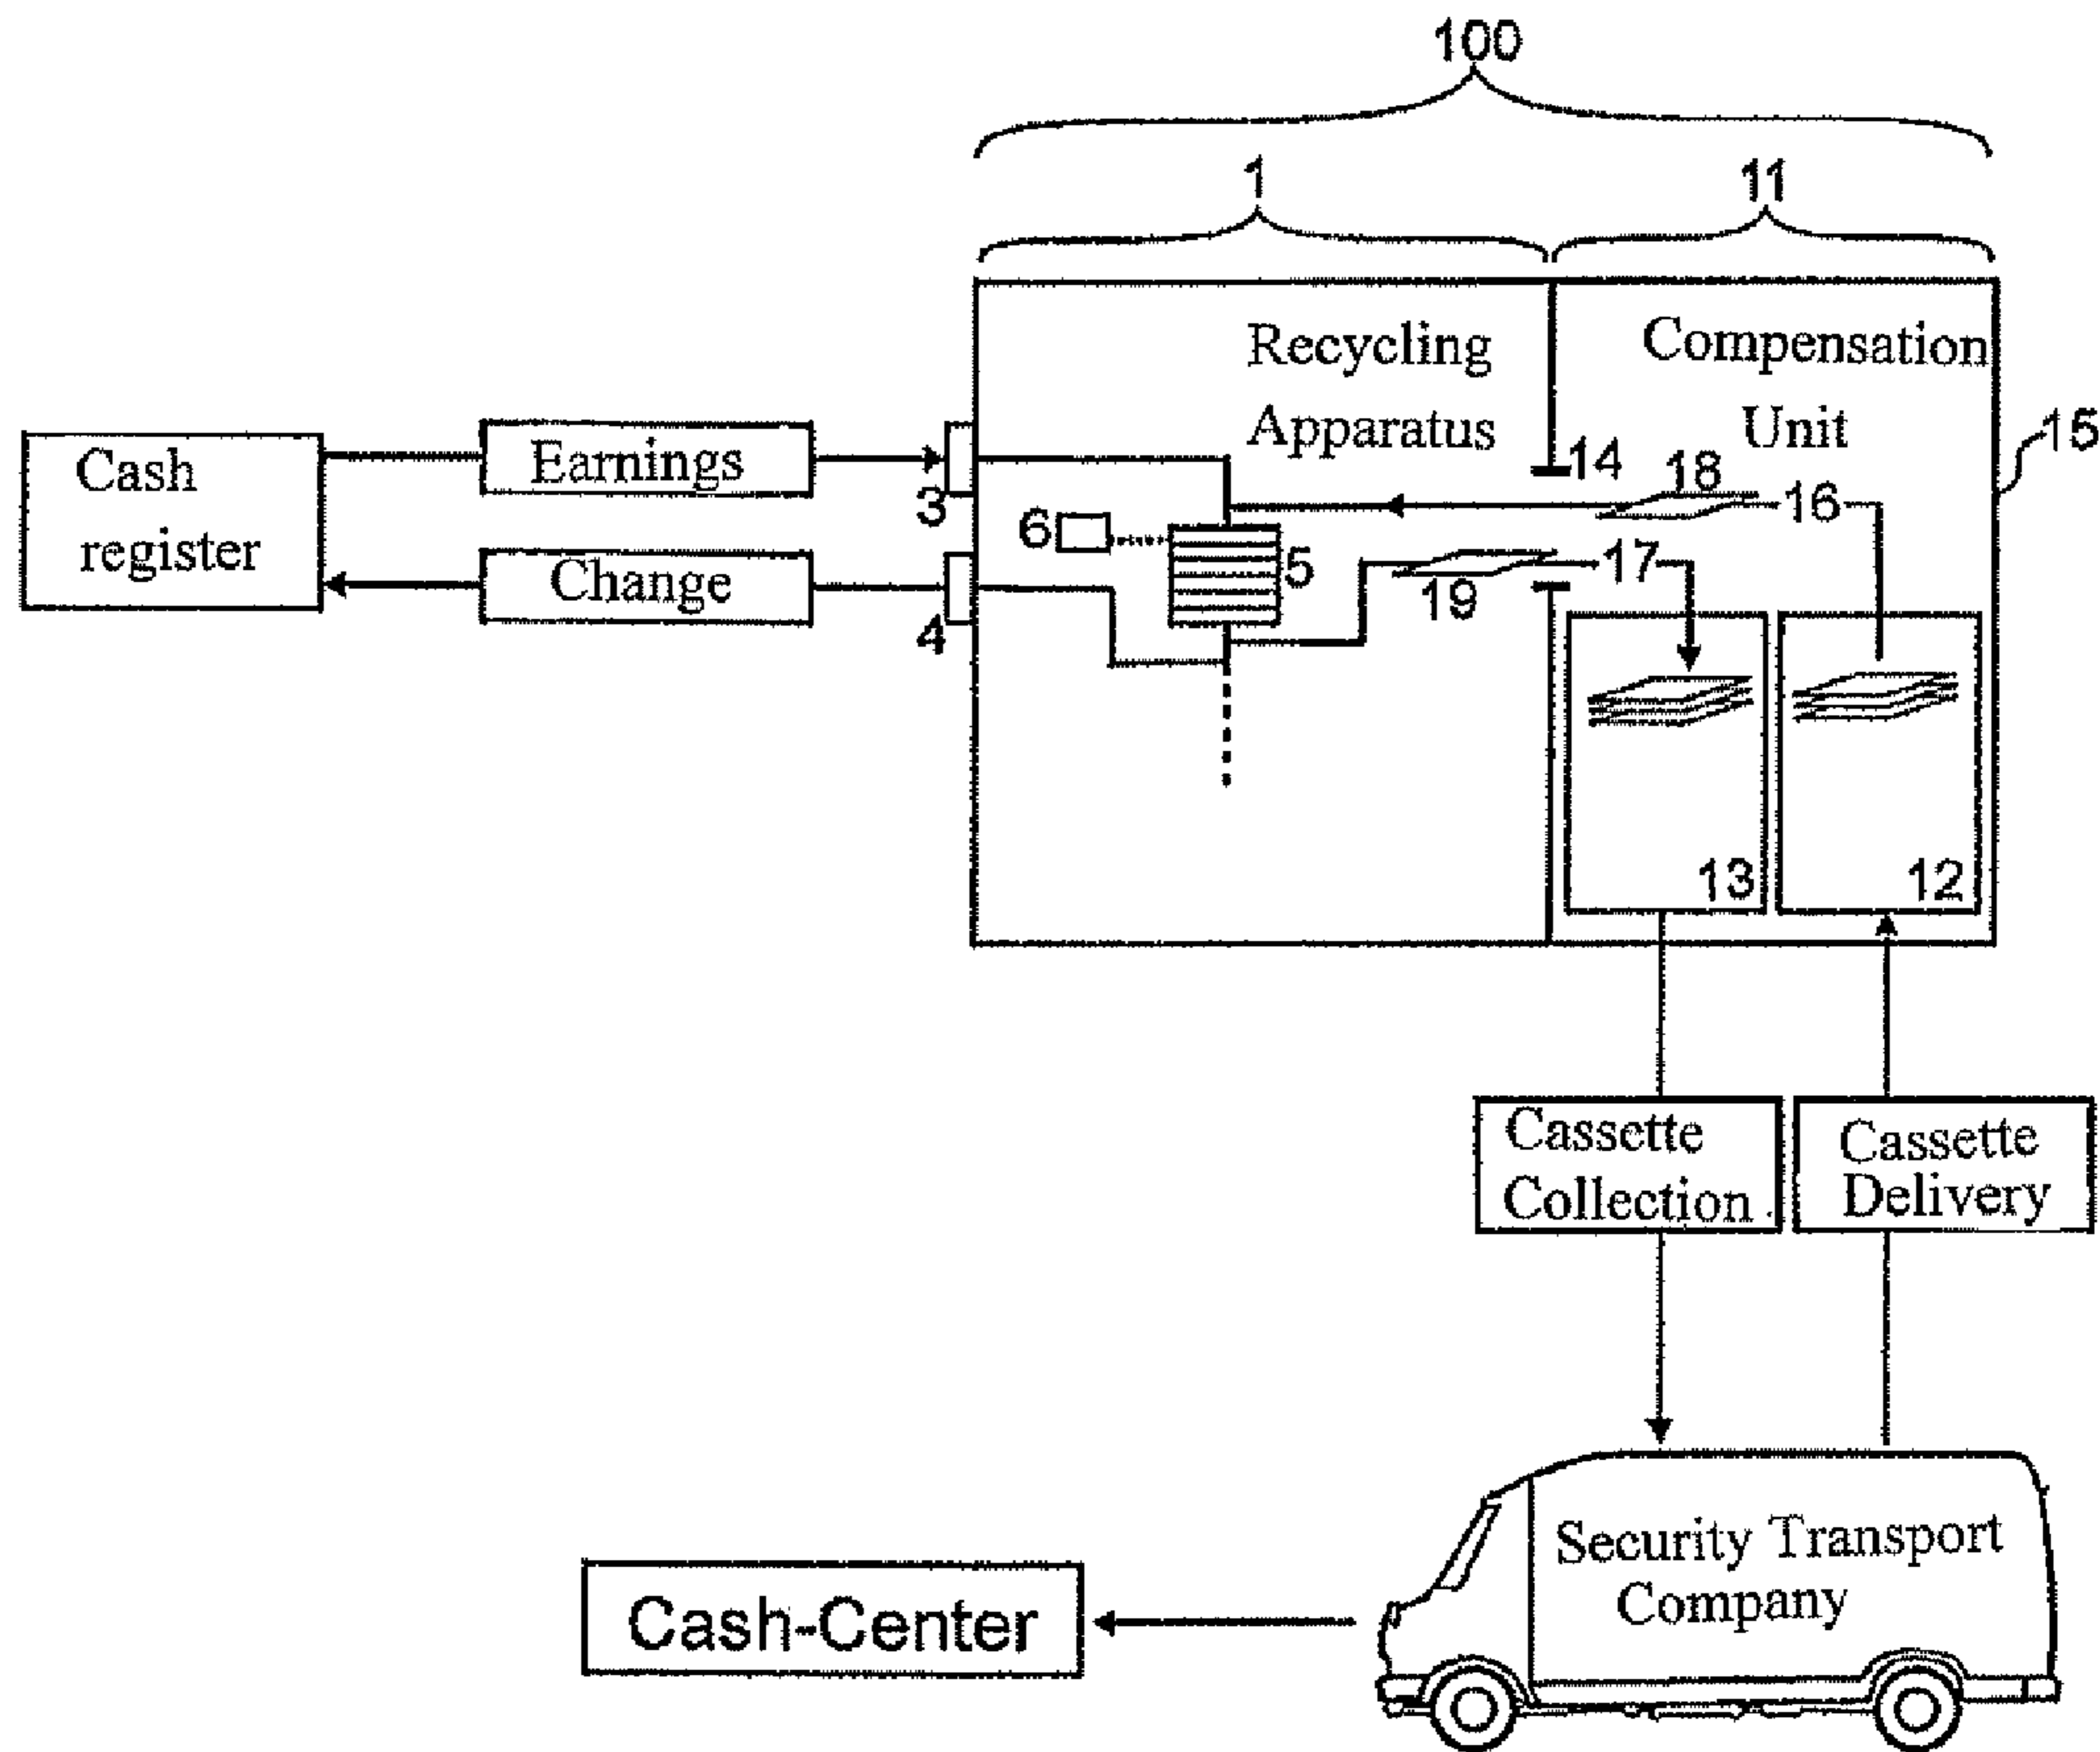 100
1
11
Recycling
Apparatus
Compensation
Unit
15
Cash
register
Earnings
Change
3
4
6
5
14
18
16
17
19
13
12
Cassette
Collection
Cassette
Delivery
Security Transport
Company
Cash-Center